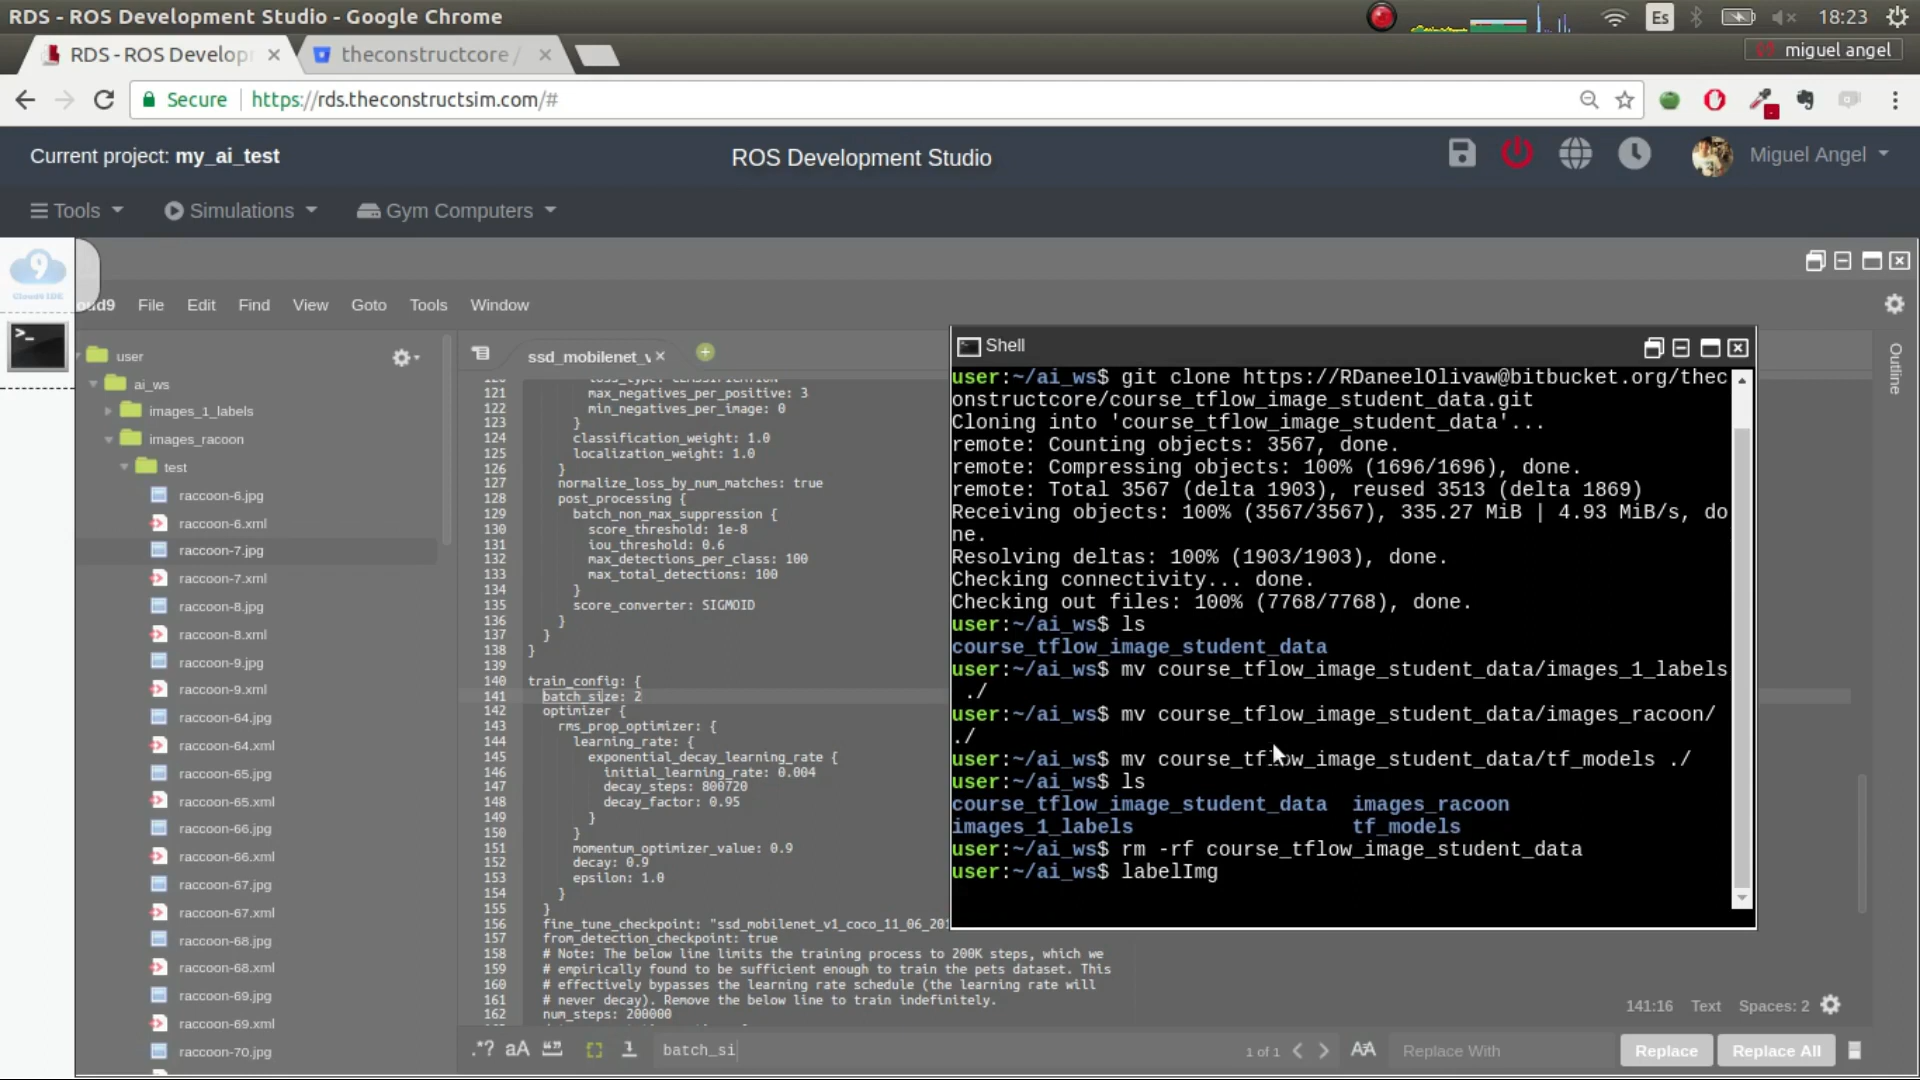 RDS - ROS Development Studio - Google Chrome
Es
18:23
RDS - ROS Develop
theconstructcore /
miguel angel
Secure
https://rds.theconstructsim.com/#
Current project: my_ai_test
ROS Development Studio
Miguel Angel
Tools
Simulations
Gym Computers
9
Cloud9 IDE
oud9 File Edit Find View Goto Tools Window
user
ai_ws
images_1_labels
images_racoon
test
raccoon-6.jpg
raccoon-6.xml
raccoon-7.jpg
raccoon-7.xml
raccoon-8.jpg
raccoon-8.xml
raccoon-9.jpg
raccoon-9.xml
raccoon-64.jpg
raccoon-64.xml
raccoon-65.jpg
raccoon-65.xml
raccoon-66.jpg
raccoon-66.xml
raccoon-67.jpg
raccoon-67.xml
raccoon-68.jpg
raccoon-68.xml
raccoon-69.jpg
raccoon-69.xml
raccoon-70.jpg
ssd_mobilenet_v
121 max_negatives_per_positive: 3
122 min_negatives_per_image: 0
123 }
124 classification_weight: 1.0
125 localization_weight: 1.0
126 }
127 normalize_loss_by_num_matches: true
128 post_processing {
129 batch_non_max_suppression {
130 score_threshold: 1e-8
131 iou_threshold: 0.6
132 max_detections_per_class: 100
133 max_total_detections: 100
134 }
135 score_converter: SIGMOID
136 }
137 }
138 }
139
140 train_config: {
141 batch_size: 2
142 optimizer {
143 rms_prop_optimizer: {
144 learning_rate: {
145 exponential_decay_learning_rate {
146 initial_learning_rate: 0.004
147 decay_steps: 800720
148 decay_factor: 0.95
149 }
150 }
151 momentum_optimizer_value: 0.9
152 decay: 0.9
153 epsilon: 1.0
154 }
155 }
156 fine_tune_checkpoint: "ssd_mobilenet_v1_coco_11_06_201
157 from_detection_checkpoint: true
158 # Note: The below line limits the training process to 200K steps, which we
159 # empirically found to be sufficient enough to train the pets dataset. This
160 # effectively bypasses the learning rate schedule (the learning rate will
161 # never decay). Remove the below line to train indefinitely.
162 num_steps: 200000
Shell
user:~/ai_ws$ git clone https://RDaneelOlivaw@bitbucket.org/thec
onstructcore/course_tflow_image_student_data.git
Cloning into 'course_tflow_image_student_data'...
remote: Counting objects: 3567, done.
remote: Compressing objects: 100% (1696/1696), done.
remote: Total 3567 (delta 1903), reused 3513 (delta 1869)
Receiving objects: 100% (3567/3567), 335.27 MiB | 4.93 MiB/s, do
ne.
Resolving deltas: 100% (1903/1903), done.
Checking connectivity... done.
Checking out files: 100% (7768/7768), done.
user:~/ai_ws$ ls
course_tflow_image_student_data
user:~/ai_ws$ mv course_tflow_image_student_data/images_1_labels
./
user:~/ai_ws$ mv course_tflow_image_student_data/images_racoon/
./
user:~/ai_ws$ mv course_tflow_image_student_data/tf_models ./
user:~/ai_ws$ ls
course_tflow_image_student_data images_racoon
images_1_labels tf_models
user:~/ai_ws$ rm -rf course_tflow_image_student_data
user:~/ai_ws$ labelImg
Outline
141:16 Text Spaces: 2
.*? aA batch_si 1 of 1 Replace With Replace Replace All